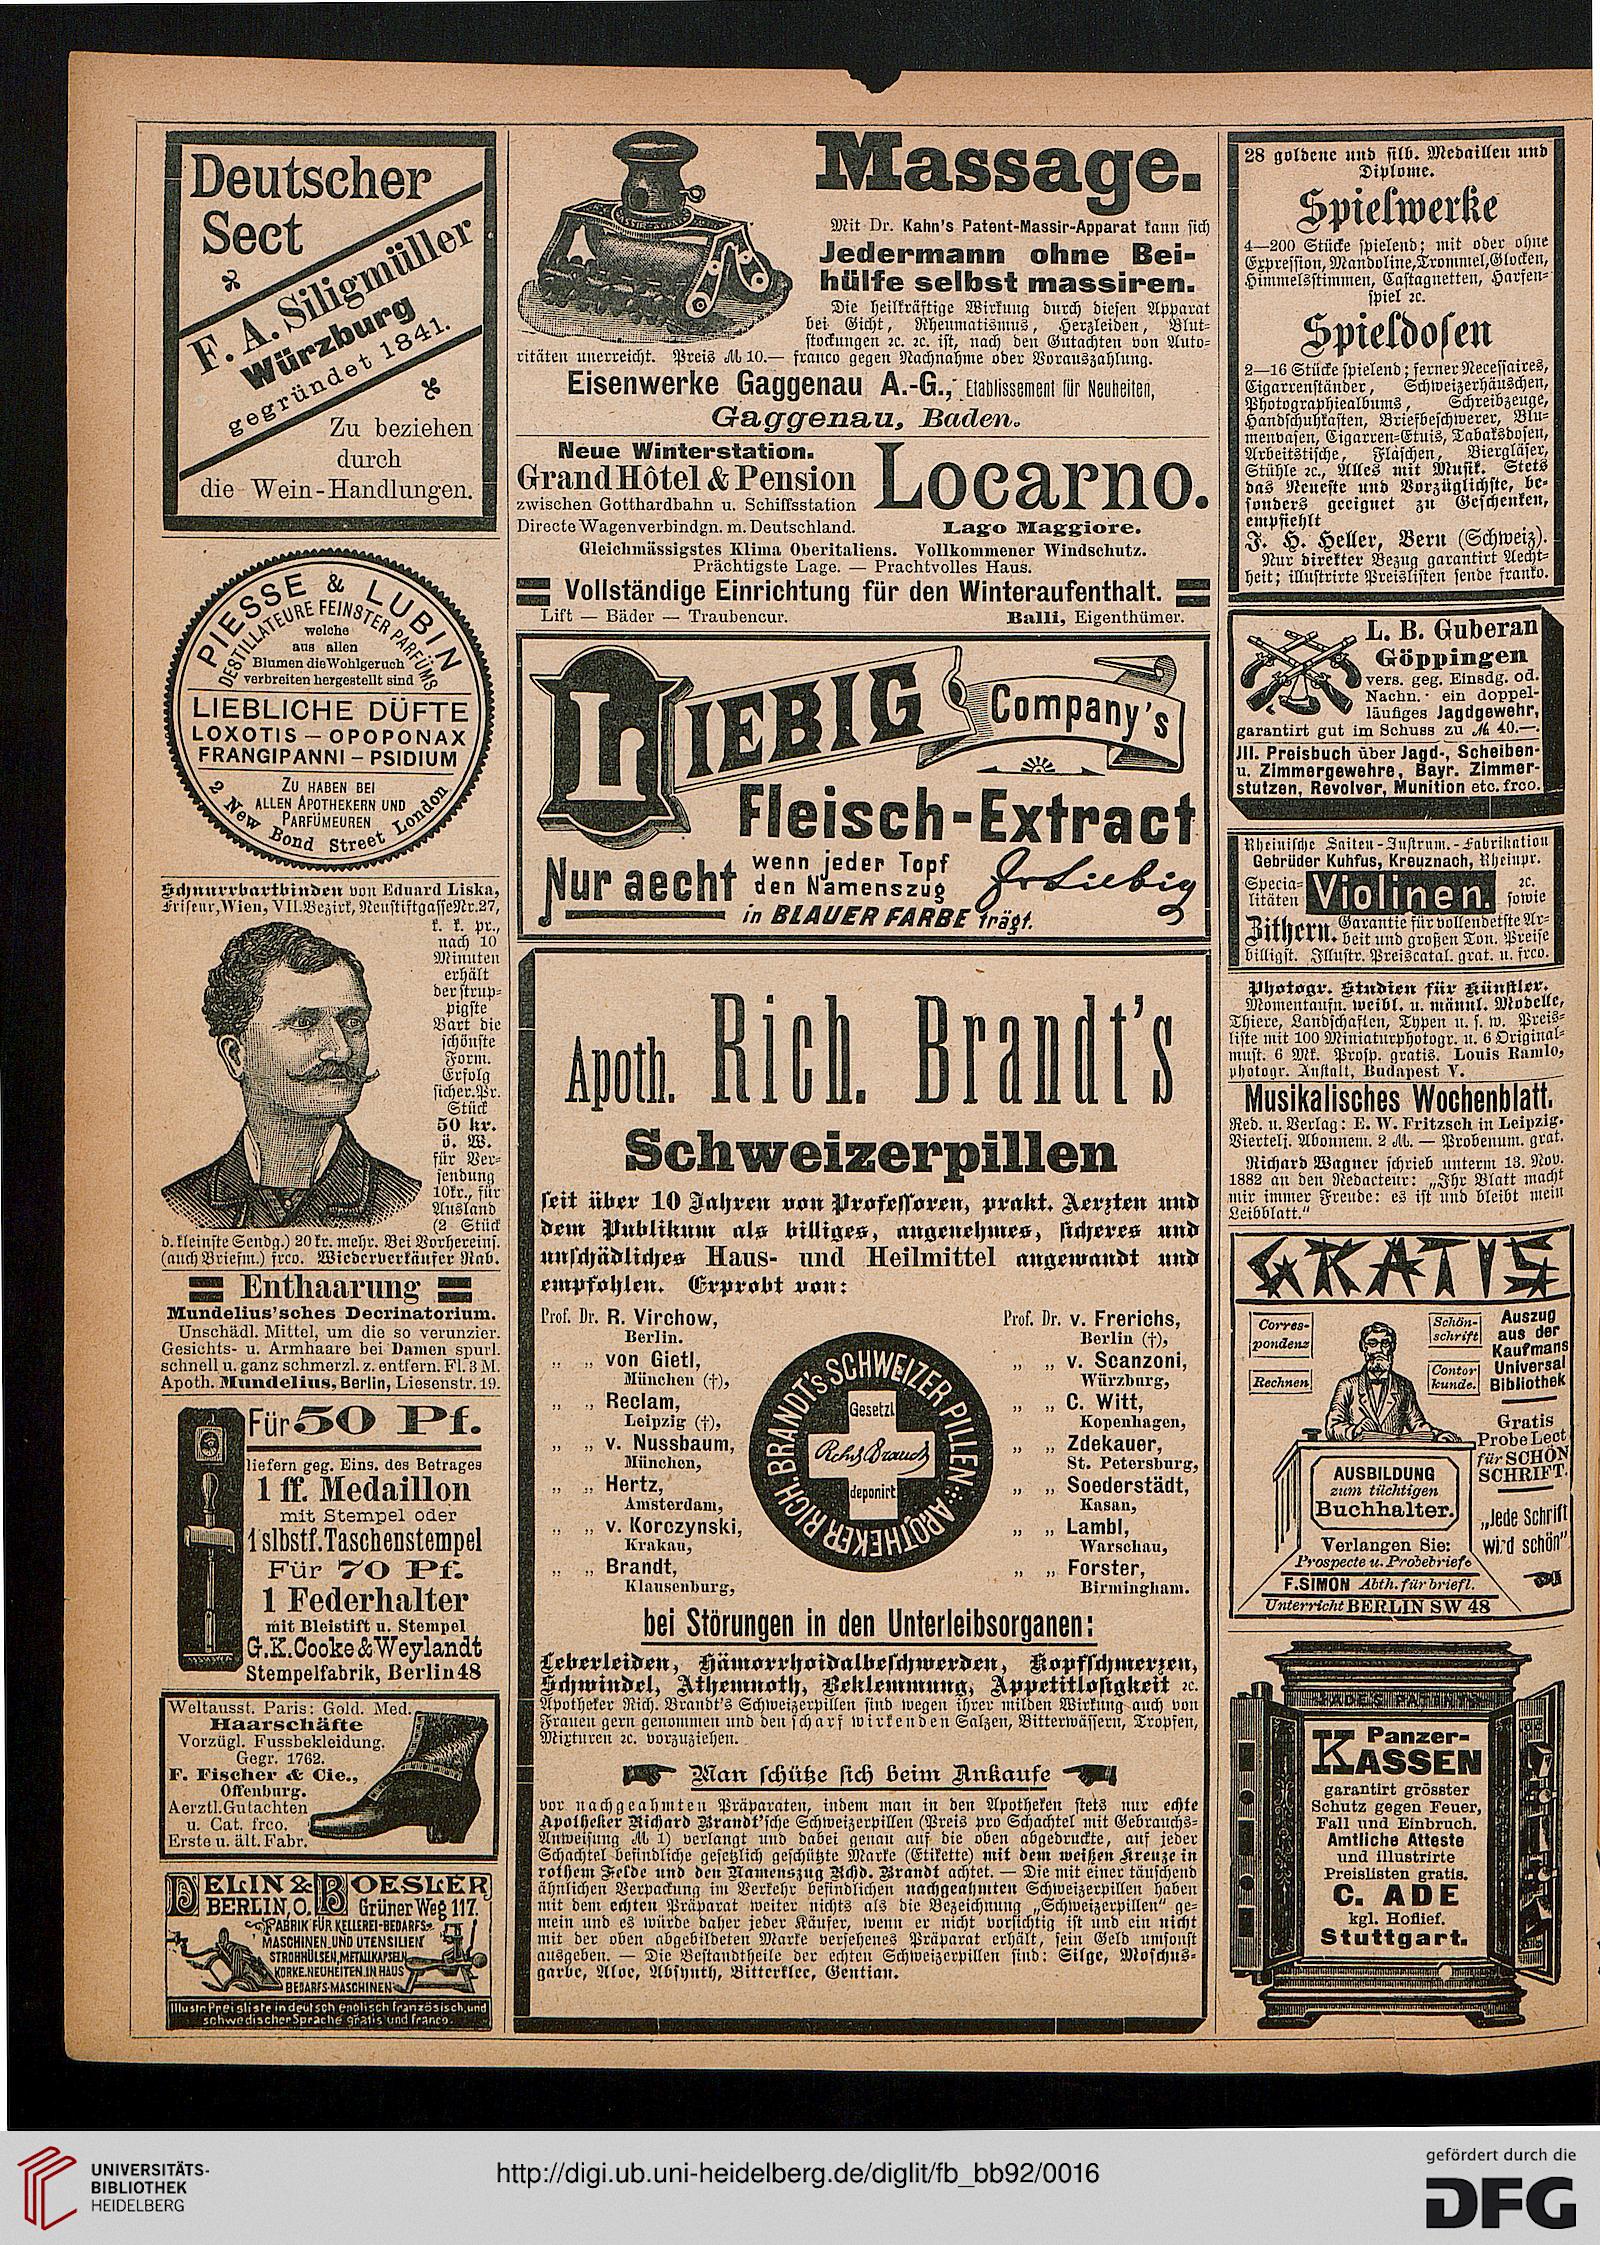 Deutscher
Sect
F. A. Siligmüller
Würzburg
gegründet 1841.
Zu beziehen
durch
die Wein-Handlungen.
PIESSE & LUBIN
DESTILLATEURE FEINSTER PARFÜMS
welche
aus allen
Blumen die Wohlgeruch
verbreiten hergestellt sind
LIEBLICHE DÜFTE
LOXOTIS – OPOPONAX
FRANGIPANNI – PSIDIUM
ZU HABEN BEI
ALLEN APOTHEKERN UND
PARFÜMEUREN
2 New Bond Street London
Schnurrbartbinden von Eduard Liska,
Friseur, Wien, VII. Bezirk, Neustiftgasse Nr. 27,
k. k. pr.,
nach 10
Minuten
erhält
der strup-
pigste
Bart die
schönste
Form.
Erfolg
sicher. Pr.
Stück
50 kr.
ö. W.
für Ver-
sendung
10kr., für
Ausland
(2 Stück
d. kleinste Sendg.) 20 kr. mehr. Bei Vorhereins.
(auch Briefm.) frco. Wiederverkäufer Rab.
Enthaarung
Mundelius'sches Decrinatorium.
Unschädl. Mittel, um die so verunzier.
Gesichts- u. Armhaare bei Damen spurl.
schnell u. ganz schmerzl. z. entfern. Fl. 3 M.
Apoth. Mundelius, Berlin, Liesenstr. 19.
Für 50 Pf.
liefern geg. Eins. des Betrages
1 ff. Medaillon
mit Stempel oder
1 slbstf. Taschenstempel
Für 70 Pf.
1 Federhalter
mit Bleistift u. Stempel
G. K. Cooke & Weylandt
Stempelfabrik, Berlin 48
Weltausst. Paris: Gold. Med.
Haarschäfte
Vorzügl. Fussbekleidung.
Gegr. 1762.
F. Fischer & Cie.,
Offenburg.
Aerztl. Gutachten
u. Cat. frco.
Erste u. ält. Fabr.
DELIN & BOESLER
BERLIN, O. Grüner Weg 117.
FABRIK FÜR KELLEREI-BEDARFS-
MASCHINEN UND UTENSILIEN
STROHHÜLSEN, METALLKAPSELN
KORKE. NEUHEITEN IN HAUS
BEDARFS-MASCHINEN
Illustr. Preisliste in deutsch englisch französisch, und
schwedischer Sprache gratis und franco.
Massage.
Mit Dr. Kahn's Patent-Massir-Apparat kann sich
Jedermann ohne Bei-
hülfe selbst massiren.
Die heilkräftige Wirkung durch diesen Apparat
bei Gicht, Rheumatismus, Herzleiden, Blut-
stockungen ꝛc. ꝛc. ist, nach den Gutachten von Auto-
ritäten unerreicht. Preis M 10.— franco gegen Nachnahme oder Vorauszahlung.
Eisenwerke Gaggenau A.-G., Etablissement für Neuheiten,
Gaggenau, Baden.
Neue Winterstation.
Grand Hôtel & Pension
zwischen Gotthardbahn u. Schiffsstation
Directe Wagenverbindgn. m. Deutschland.
Locarno.
Lago Maggiore.
Gleichmässigstes Klima Oberitaliens. Vollkommener Windschutz.
Prächtigste Lage. — Prachtvolles Haus.
Vollständige Einrichtung für den Winteraufenthalt.
Lift — Bäder — Traubencur. Balli, Eigenthümer.
LIEBIG
Company's
Fleisch-Extract
Nur aecht
wenn jeder Topf
den Namenszug
J v Liebig
in BLAUER FARBE trägt.
Apoth. Rich. Brandt's
Schweizerpillen
seit über 10 Jahren von Professoren, prakt. Aerzten und
dem Publikum als billiges, angenehmes, sicheres und
unschädliches Haus- und Heilmittel angewandt und
empfohlen. Erprobt von:
Prof. Dr. R. Virchow,
Berlin.
„ „ von Gietl,
München (†),
„ „ Reclam,
Leipzig (†),
„ „ v. Nussbaum,
München,
„ „ Hertz,
Amsterdam,
„ „ v. Korczynski,
Krakau,
„ „ Brandt,
Klausenburg,
APOTHEKER RICH. BRANDT'S SCHWEIZER PILLEN
Gesetzl
Rchd Brandt
deponirt
Prof. Dr. v. Frerichs,
Berlin (†),
„ „ v. Scanzoni,
Würzburg,
„ „ C. Witt,
Kopenhagen,
„ „ Zdekauer,
St. Petersburg,
„ „ Soederstädt,
Kasan,
„ „ Lambl,
Warschau,
„ „ Forster,
Birmingham.
bei Störungen in den Unterleibsorganen:
Leberleiden, Hämorrhoidalbeschwerden, Kopfschmerzen,
Schwindel, Athemnoth, Beklemmung, Appetitlosigkeit ꝛc.
Apotheker Rich. Brandt's Schweizerpillen sind wegen ihrer milden Wirkung auch von
Frauen gern genommen und den scharf wirkenden Salzen, Bitterwässern, Tropfen,
Mixturen ꝛc. vorzuziehen.
Man schütze sich beim Ankaufe
vor nachgeahmten Präparaten, indem man in den Apotheken stets nur echte
Apotheker Richard Brandt'sche Schweizerpillen (Preis pro Schachtel mit Gebrauchs-
Anweisung M 1) verlangt und dabei genau auf die oben abgedruckte, auf jeder
Schachtel befindliche gesetzlich geschützte Marke (Etikette) mit dem weißen Kreuze in
rothem Felde und den Namenszug Rchd. Brandt achtet. — Die mit einer täuschend
ähnlichen Verpackung im Verkehr befindlichen nachgeahmten Schweizerpillen haben
mit dem echten Präparat weiter nichts als die Bezeichnung „Schweizerpillen" ge-
mein und es würde daher jeder Käufer, wenn er nicht vorsichtig ist und ein nicht
mit der oben abgebildeten Marke versehenes Präparat erhält, sein Geld umsonst
ausgeben. — Die Bestandtheile der echten Schweizerpillen sind: Silge, Moschus-
garbe, Aloe, Absynth, Bitterklee, Gentian.
28 goldene und silb. Medaillen und
Diplome.
Spielwerke
4—200 Stücke spielend; mit oder ohne
Expression, Mandoline, Trommel, Glocken,
Himmelsstimmen, Castagnetten, Harfen-
spiel ꝛc.
Spieldosen
2—16 Stücke spielend; ferner Necessaires,
Cigarrenständer, Schweizerhäuschen,
Photographiealbums, Schreibzeuge,
Handschuhkasten, Briefbeschwerer, Blu-
menvasen, Cigarren-Etuis, Tabaksdosen,
Arbeitstische, Flaschen, Biergläser,
Stühle ꝛc., Alles mit Musik. Stets
das Neueste und Vorzüglichste, be-
sonders geeignet zu Geschenken,
empfiehlt
J. H. Heller, Bern (Schweiz).
Nur direkter Bezug garantirt Aecht-
heit; illustrirte Preislisten sende franko.
L. B. Guberan
Göppingen
vers. geg. Einsdg. od.
Nachn. ein doppel-
läufiges Jagdgewehr,
garantirt gut im Schuss zu M 40.—.
Jll. Preisbuch über Jagd-, Scheiben-
u. Zimmergewehre, Bayr. Zimmer-
stutzen, Revolver, Munition etc. frco.
Rheinische Saiten-Instrum.-Fabrikation
Gebrüder Kuhfus, Kreuznach, Rheinpr.
Specia-
litäten
Violinen.
ꝛc.
sowie
Zithern.
Garantie für vollendetste Ar-
beit und großen Ton. Preise
billigst. Illustr. Preiscatal. grat. u. frco.
Photogr. Studien für Künstler.
Momentaufn. weibl. u. männl. Modelle,
Thiere, Landschaften, Typen u. s. w. Preis-
liste mit 100 Miniaturphotogr. u. 6 Original-
must. 6 Mk. Prosp. gratis. Louis Ramlo,
photogr. Anstalt, Budapest V.
Musikalisches Wochenblatt.
Red. u. Verlag: E. W. Fritzsch in Leipzig.
Viertelj. Abonnem. 2 M. — Probenum. grat.
Richard Wagner schrieb unterm 13. Nov.
1882 an den Redacteur: „Ihr Blatt macht
mir immer Freude: es ist und bleibt mein
Leibblatt."
GRATIS
Corres-
pondenz
Rechnen
Schön-
schrift
Contor
kunde.
Auszug
aus der
Kaufmans
Universal
Bibliothek
Gratis
Probe Lect
für SCHÖN
SCHRIFT.
„Jede Schrift
wird schön"
AUSBILDUNG
zum tüchtigen
Buchhalter.
Verlangen Sie:
Prospecte u. Probebriefe
F. SIMON Abth. für briefl.
Unterricht BERLIN SW 48
ADE'S PATENT
Panzer-
KASSEN
garantirt grösster
Schutz gegen Feuer,
Fall und Einbruch.
Amtliche Atteste
und illustrirte
Preislisten gratis.
C. ADE
kgl. Hoflief.
Stuttgart.
UNIVERSITÄTS-
BIBLIOTHEK
HEIDELBERG
http://digi.ub.uni-heidelberg.de/diglit/fb_bb92/0016
gefördert durch die
DFG